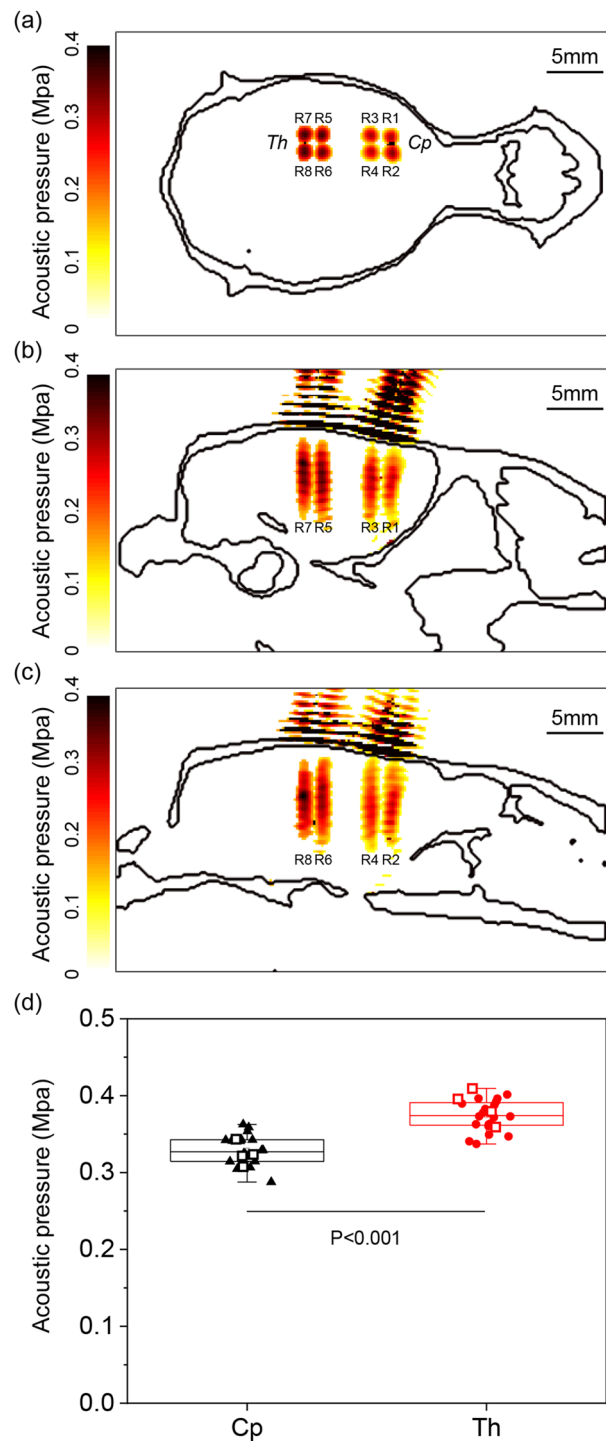 (a)
Acoustic pressure (Mpa)
0.4
0.3
0.2
0.1
0
5mm
R7 R5 R3 R1
Th Cp
R8 R6 R4 R2
(b)
Acoustic pressure (Mpa)
0.4
0.3
0.2
0.1
0
5mm
R7 R5 R3 R1
(c)
Acoustic pressure (Mpa)
0.4
0.3
0.2
0.1
0
5mm
R8 R6 R4 R2
(d)
Acoustic pressure (Mpa)
0.5
0.4
0.3
0.2
0.1
0.0
P<0.001
Cp Th